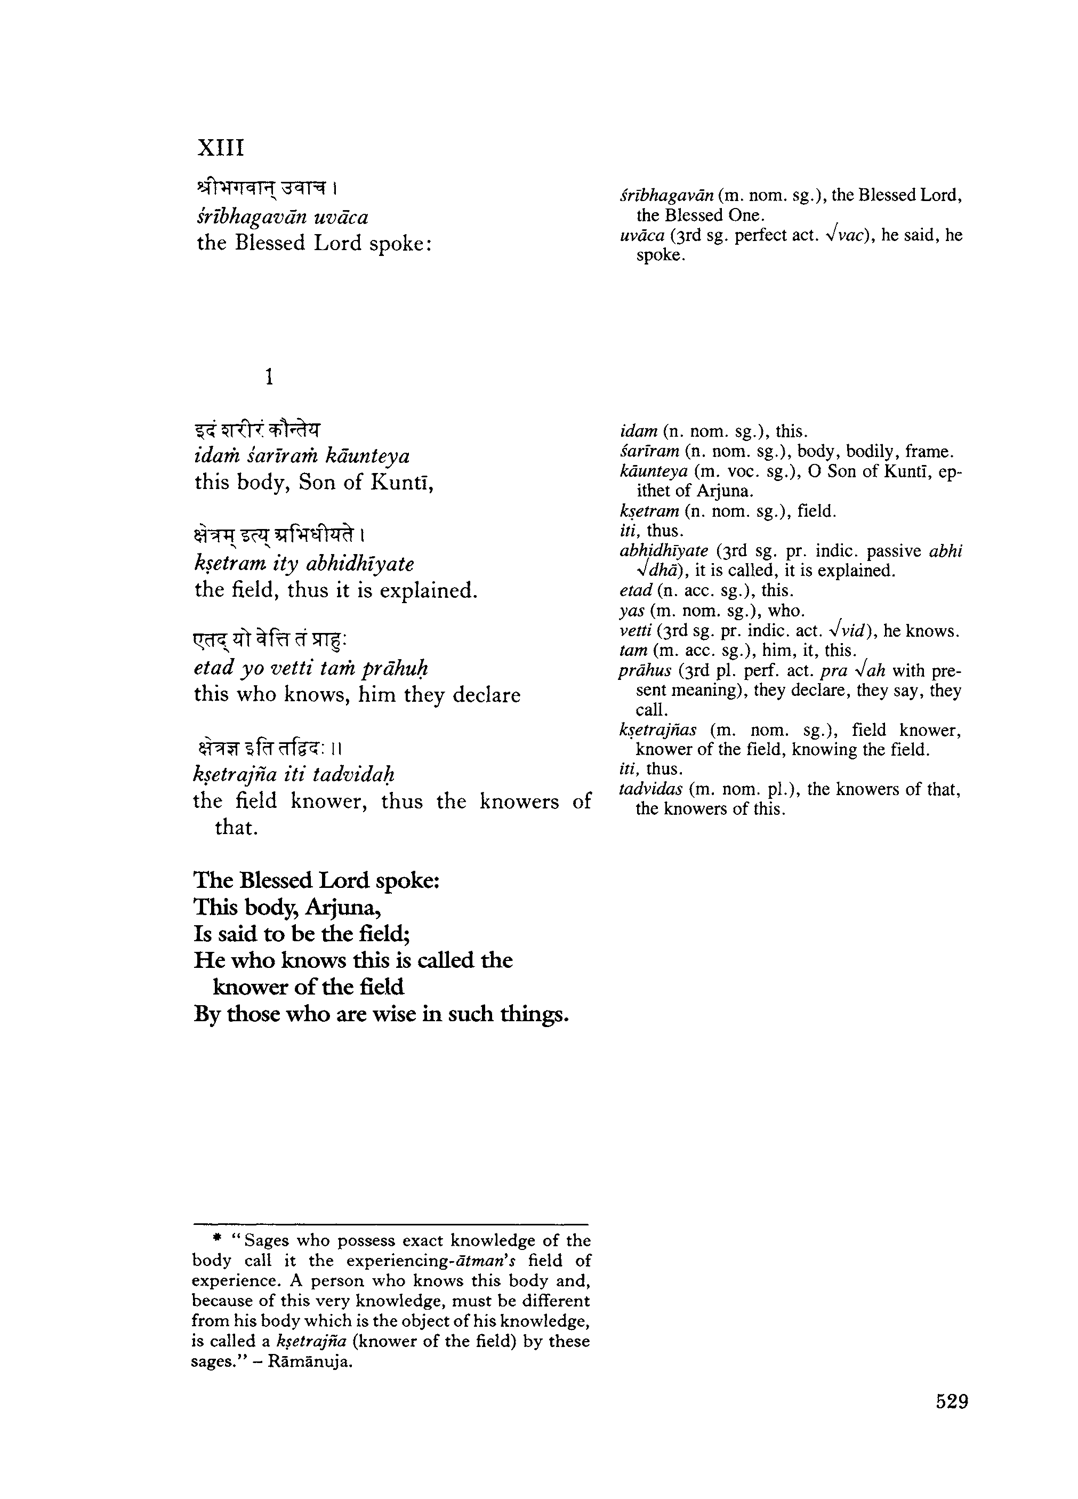 XIII
श्रीभगवान् उवाच ।
śrībhagavān uvāca
the Blessed Lord spoke:
śrībhagavān (m. nom. sg.), the Blessed Lord,
the Blessed One.
uvāca (3rd sg. perfect act. √vac), he said, he
spoke.
1
इदं शरीरं कौन्तेय
idaṁ śarīraṁ kāunteya
this body, Son of Kuntī,
क्षेत्रम् इत्य् अभिधीयते ।
kṣetram ity abhidhīyate
the field, thus it is explained.
एतद् यो वेत्ति तं प्राहुः
etad yo vetti taṁ prāhuḥ
this who knows, him they declare
क्षेत्रज्ञ इति तद्विदः ।।
kṣetrajña iti tadvidaḥ
the field knower, thus the knowers of
that.
The Blessed Lord spoke:
This body, Arjuna,
Is said to be the field;
He who knows this is called the
knower of the field
By those who are wise in such things.
idam (n. nom. sg.), this.
śarīram (n. nom. sg.), body, bodily, frame.
kāunteya (m. voc. sg.), O Son of Kuntī, ep-
ithet of Arjuna.
kṣetram (n. nom. sg.), field.
iti, thus.
abhidhīyate (3rd sg. pr. indic. passive abhi
√dhā), it is called, it is explained.
etad (n. acc. sg.), this.
yas (m. nom. sg.), who.
vetti (3rd sg. pr. indic. act. √vid), he knows.
tam (m. acc. sg.), him, it, this.
prāhus (3rd pl. perf. act. pra √ah with pre-
sent meaning), they declare, they say, they
call.
kṣetrajñas (m. nom. sg.), field knower,
knower of the field, knowing the field.
iti, thus.
tadvidas (m. nom. pl.), the knowers of that,
the knowers of this.
* “Sages who possess exact knowledge of the
body call it the experiencing-ātman's field of
experience. A person who knows this body and,
because of this very knowledge, must be different
from his body which is the object of his knowledge,
is called a kṣetrajña (knower of the field) by these
sages.” – Rāmānuja.
529